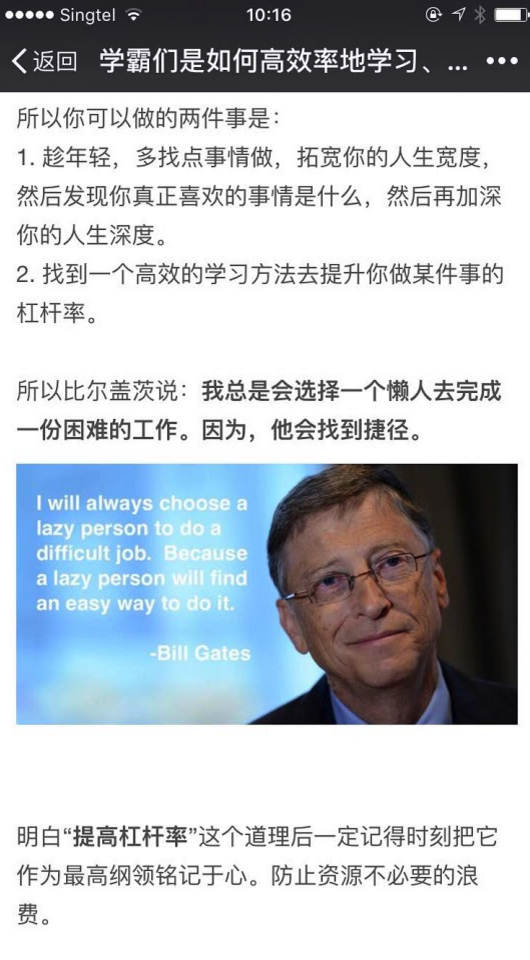 Singtel
10:16
返回
学霸们是如何高效率地学习、...
所以你可以做的两件事是：
1. 趁年轻，多找点事情做，拓宽你的人生宽度，
然后发现你真正喜欢的事情是什么，然后再加深
你的人生深度。
2. 找到一个高效的学习方法去提升你做某件事的
杠杆率。
所以比尔盖茨说：我总是会选择一个懒人去完成
一份困难的工作。因为，他会找到捷径。
I will always choose a
lazy person to do a
difficult job.  Because
a lazy person will find
an easy way to do it.
-Bill Gates
明白“提高杠杆率”这个道理后一定记得时刻把它
作为最高纲领铭记于心。防止资源不必要的浪
费。